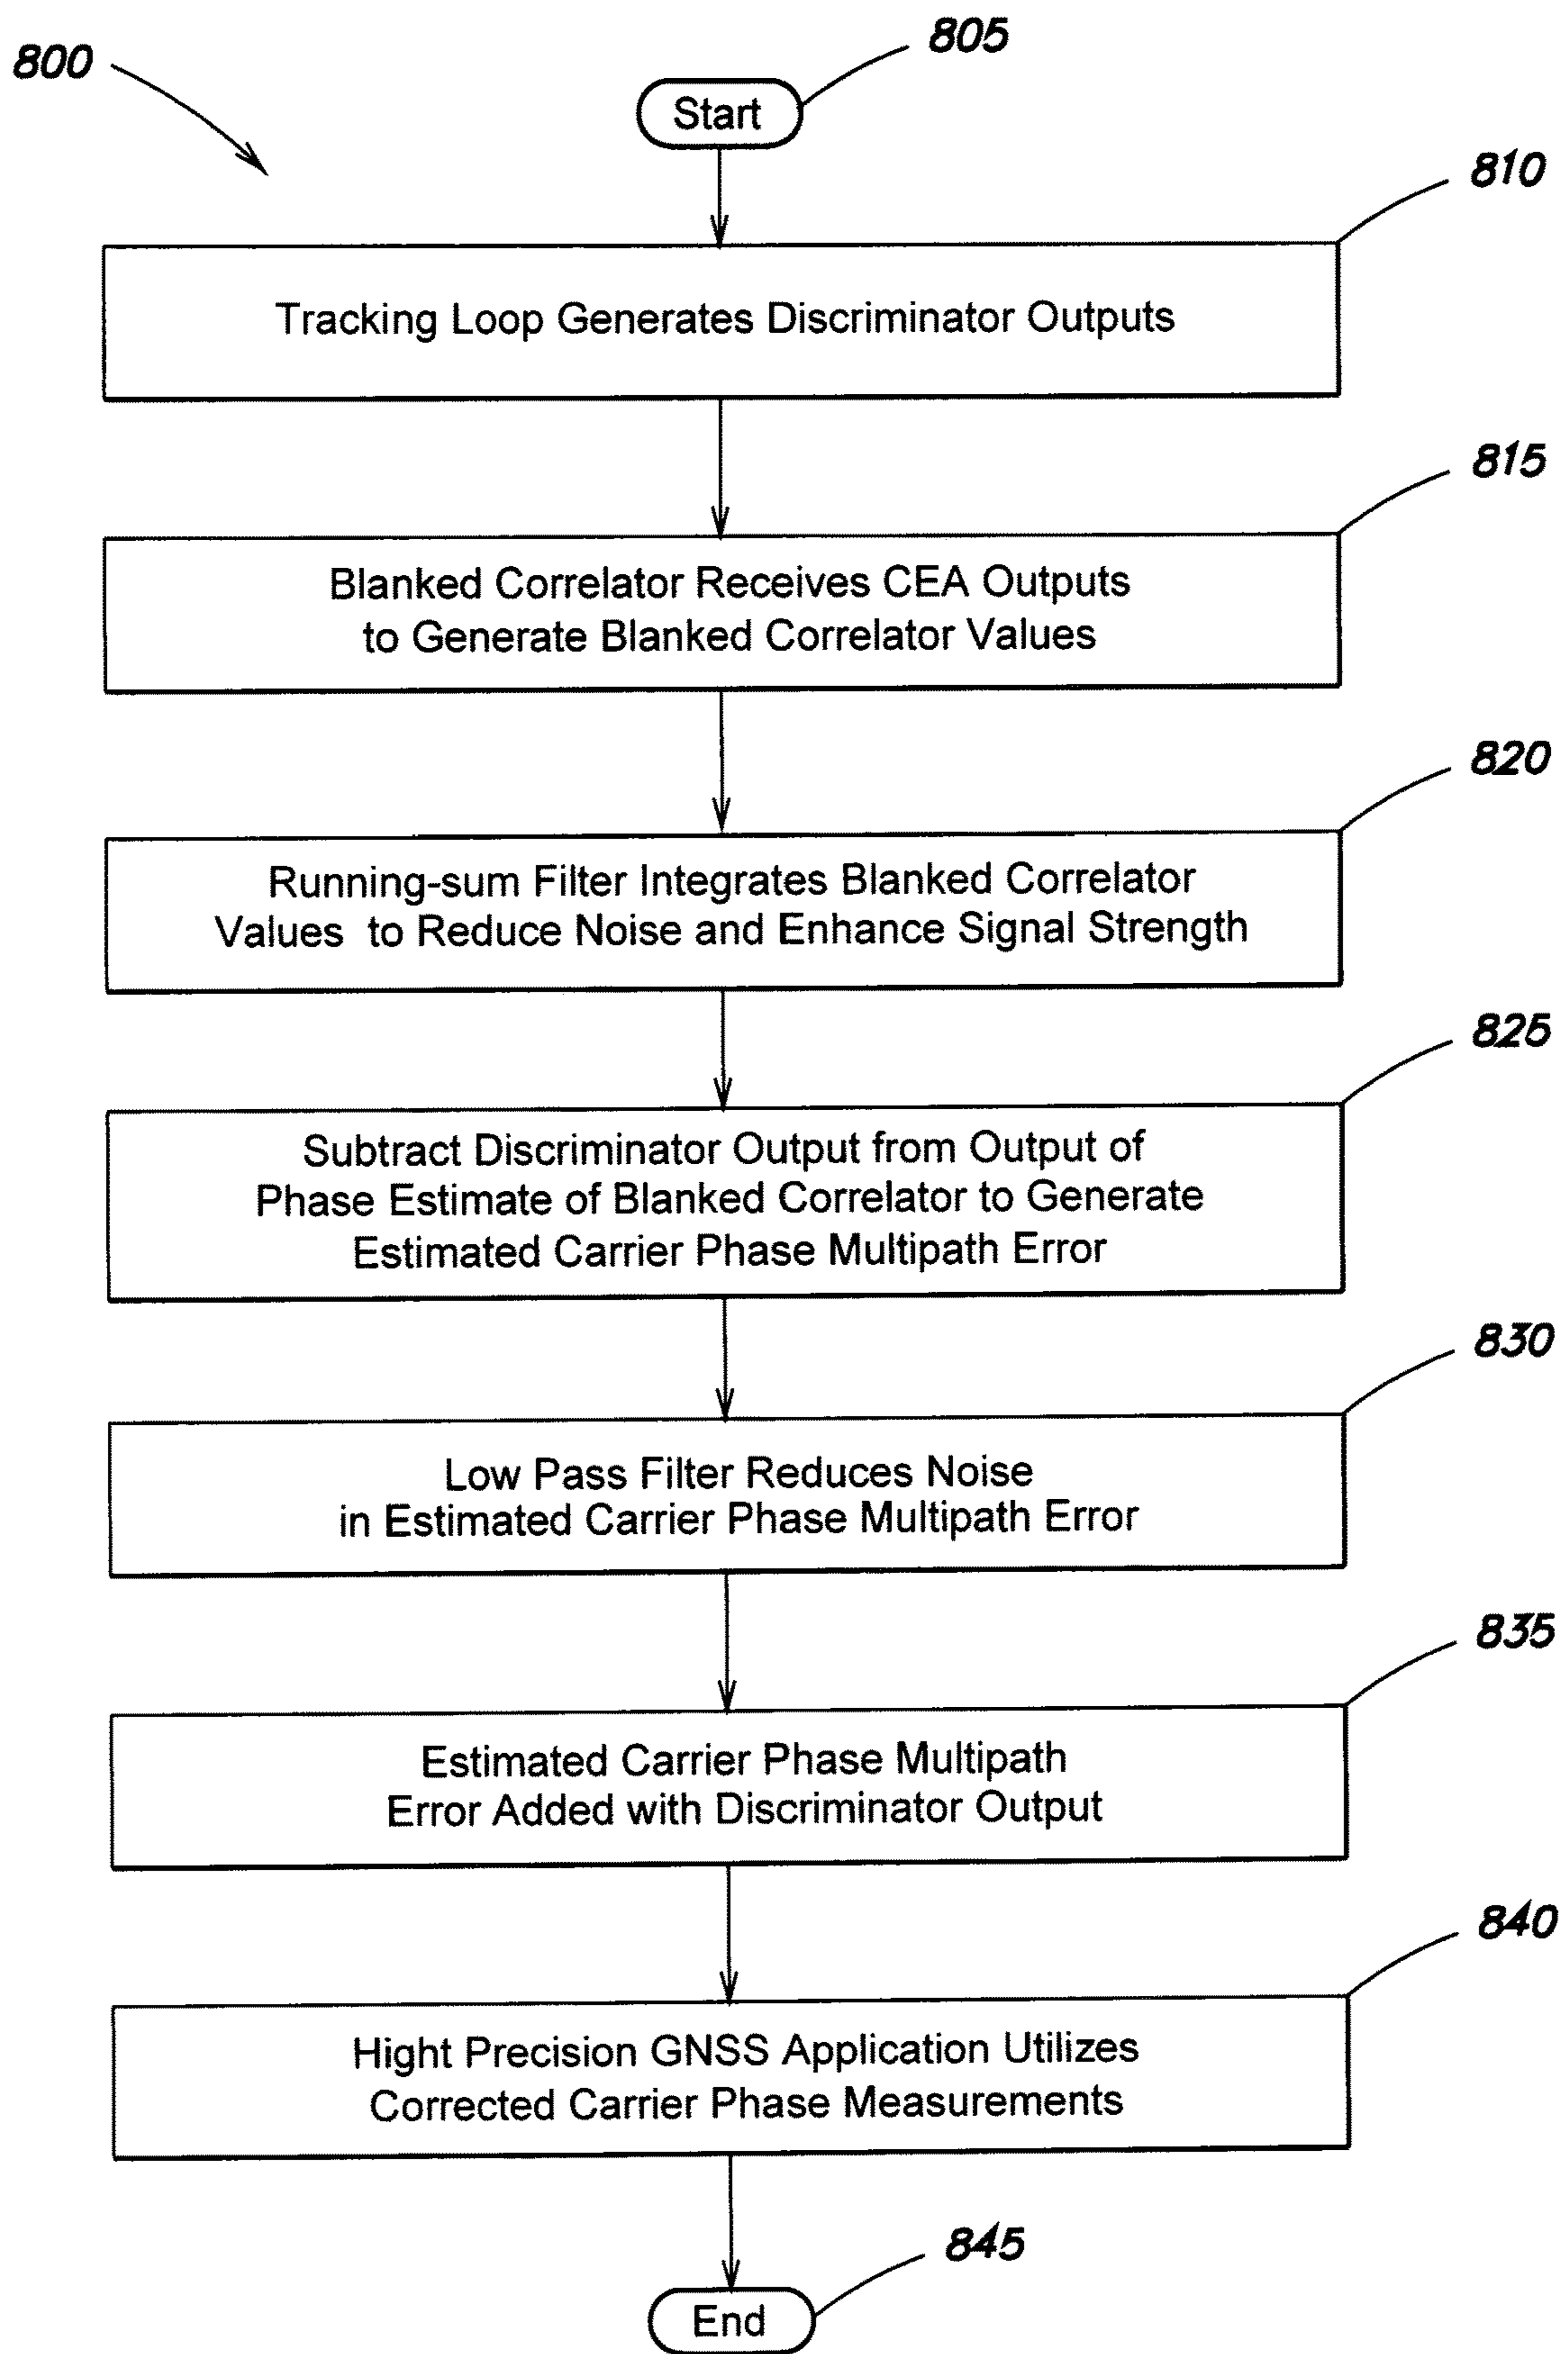 800
805
Start
810
Tracking Loop Generates Discriminator Outputs
815
Blanked Correlator Receives CEA Outputs
to Generate Blanked Correlator Values
820
Running-sum Filter Integrates Blanked Correlator
Values to Reduce Noise and Enhance Signal Strength
825
Subtract Discriminator Output from Output of
Phase Estimate of Blanked Correlator to Generate
Estimated Carrier Phase Multipath Error
830
Low Pass Filter Reduces Noise
in Estimated Carrier Phase Multipath Error
835
Estimated Carrier Phase Multipath
Error Added with Discriminator Output
840
Hight Precision GNSS Application Utilizes
Corrected Carrier Phase Measurements
845
End